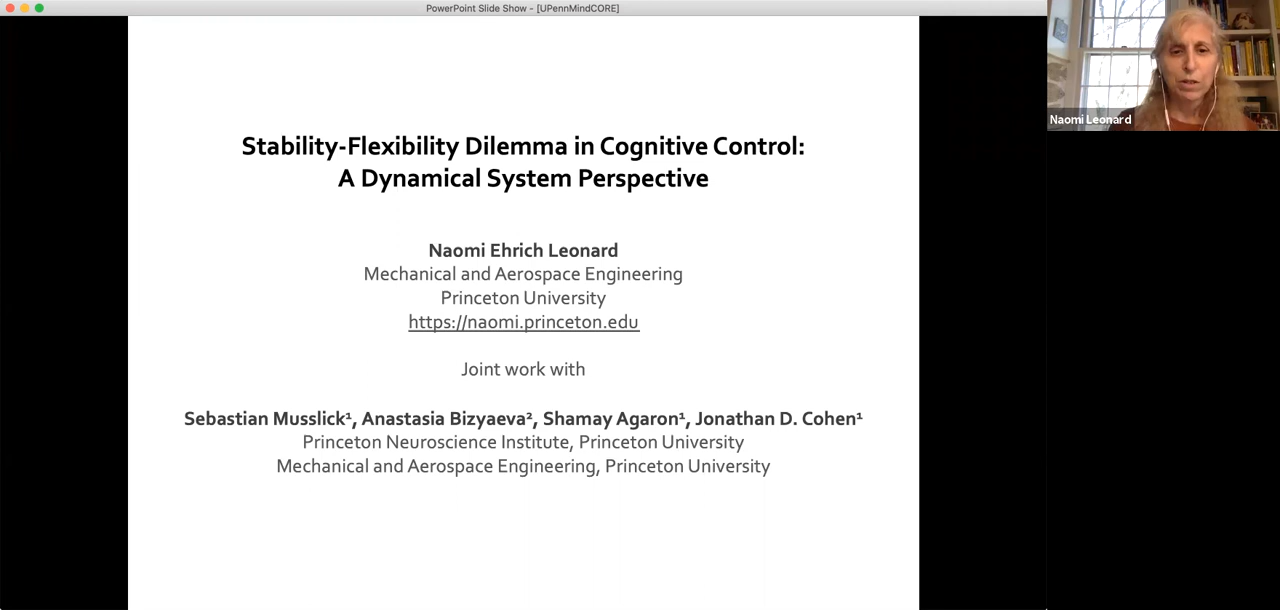 PowerPoint Slide Show - [UPennMindCORE]
Naomi Leonard
Stability-Flexibility Dilemma in Cognitive Control:
A Dynamical System Perspective
Naomi Ehrich Leonard
Mechanical and Aerospace Engineering
Princeton University
https://naomi.princeton.edu
Joint work with
Sebastian Musslick¹, Anastasia Bizyaeva², Shamay Agaron¹, Jonathan D. Cohen¹
Princeton Neuroscience Institute, Princeton University
Mechanical and Aerospace Engineering, Princeton University